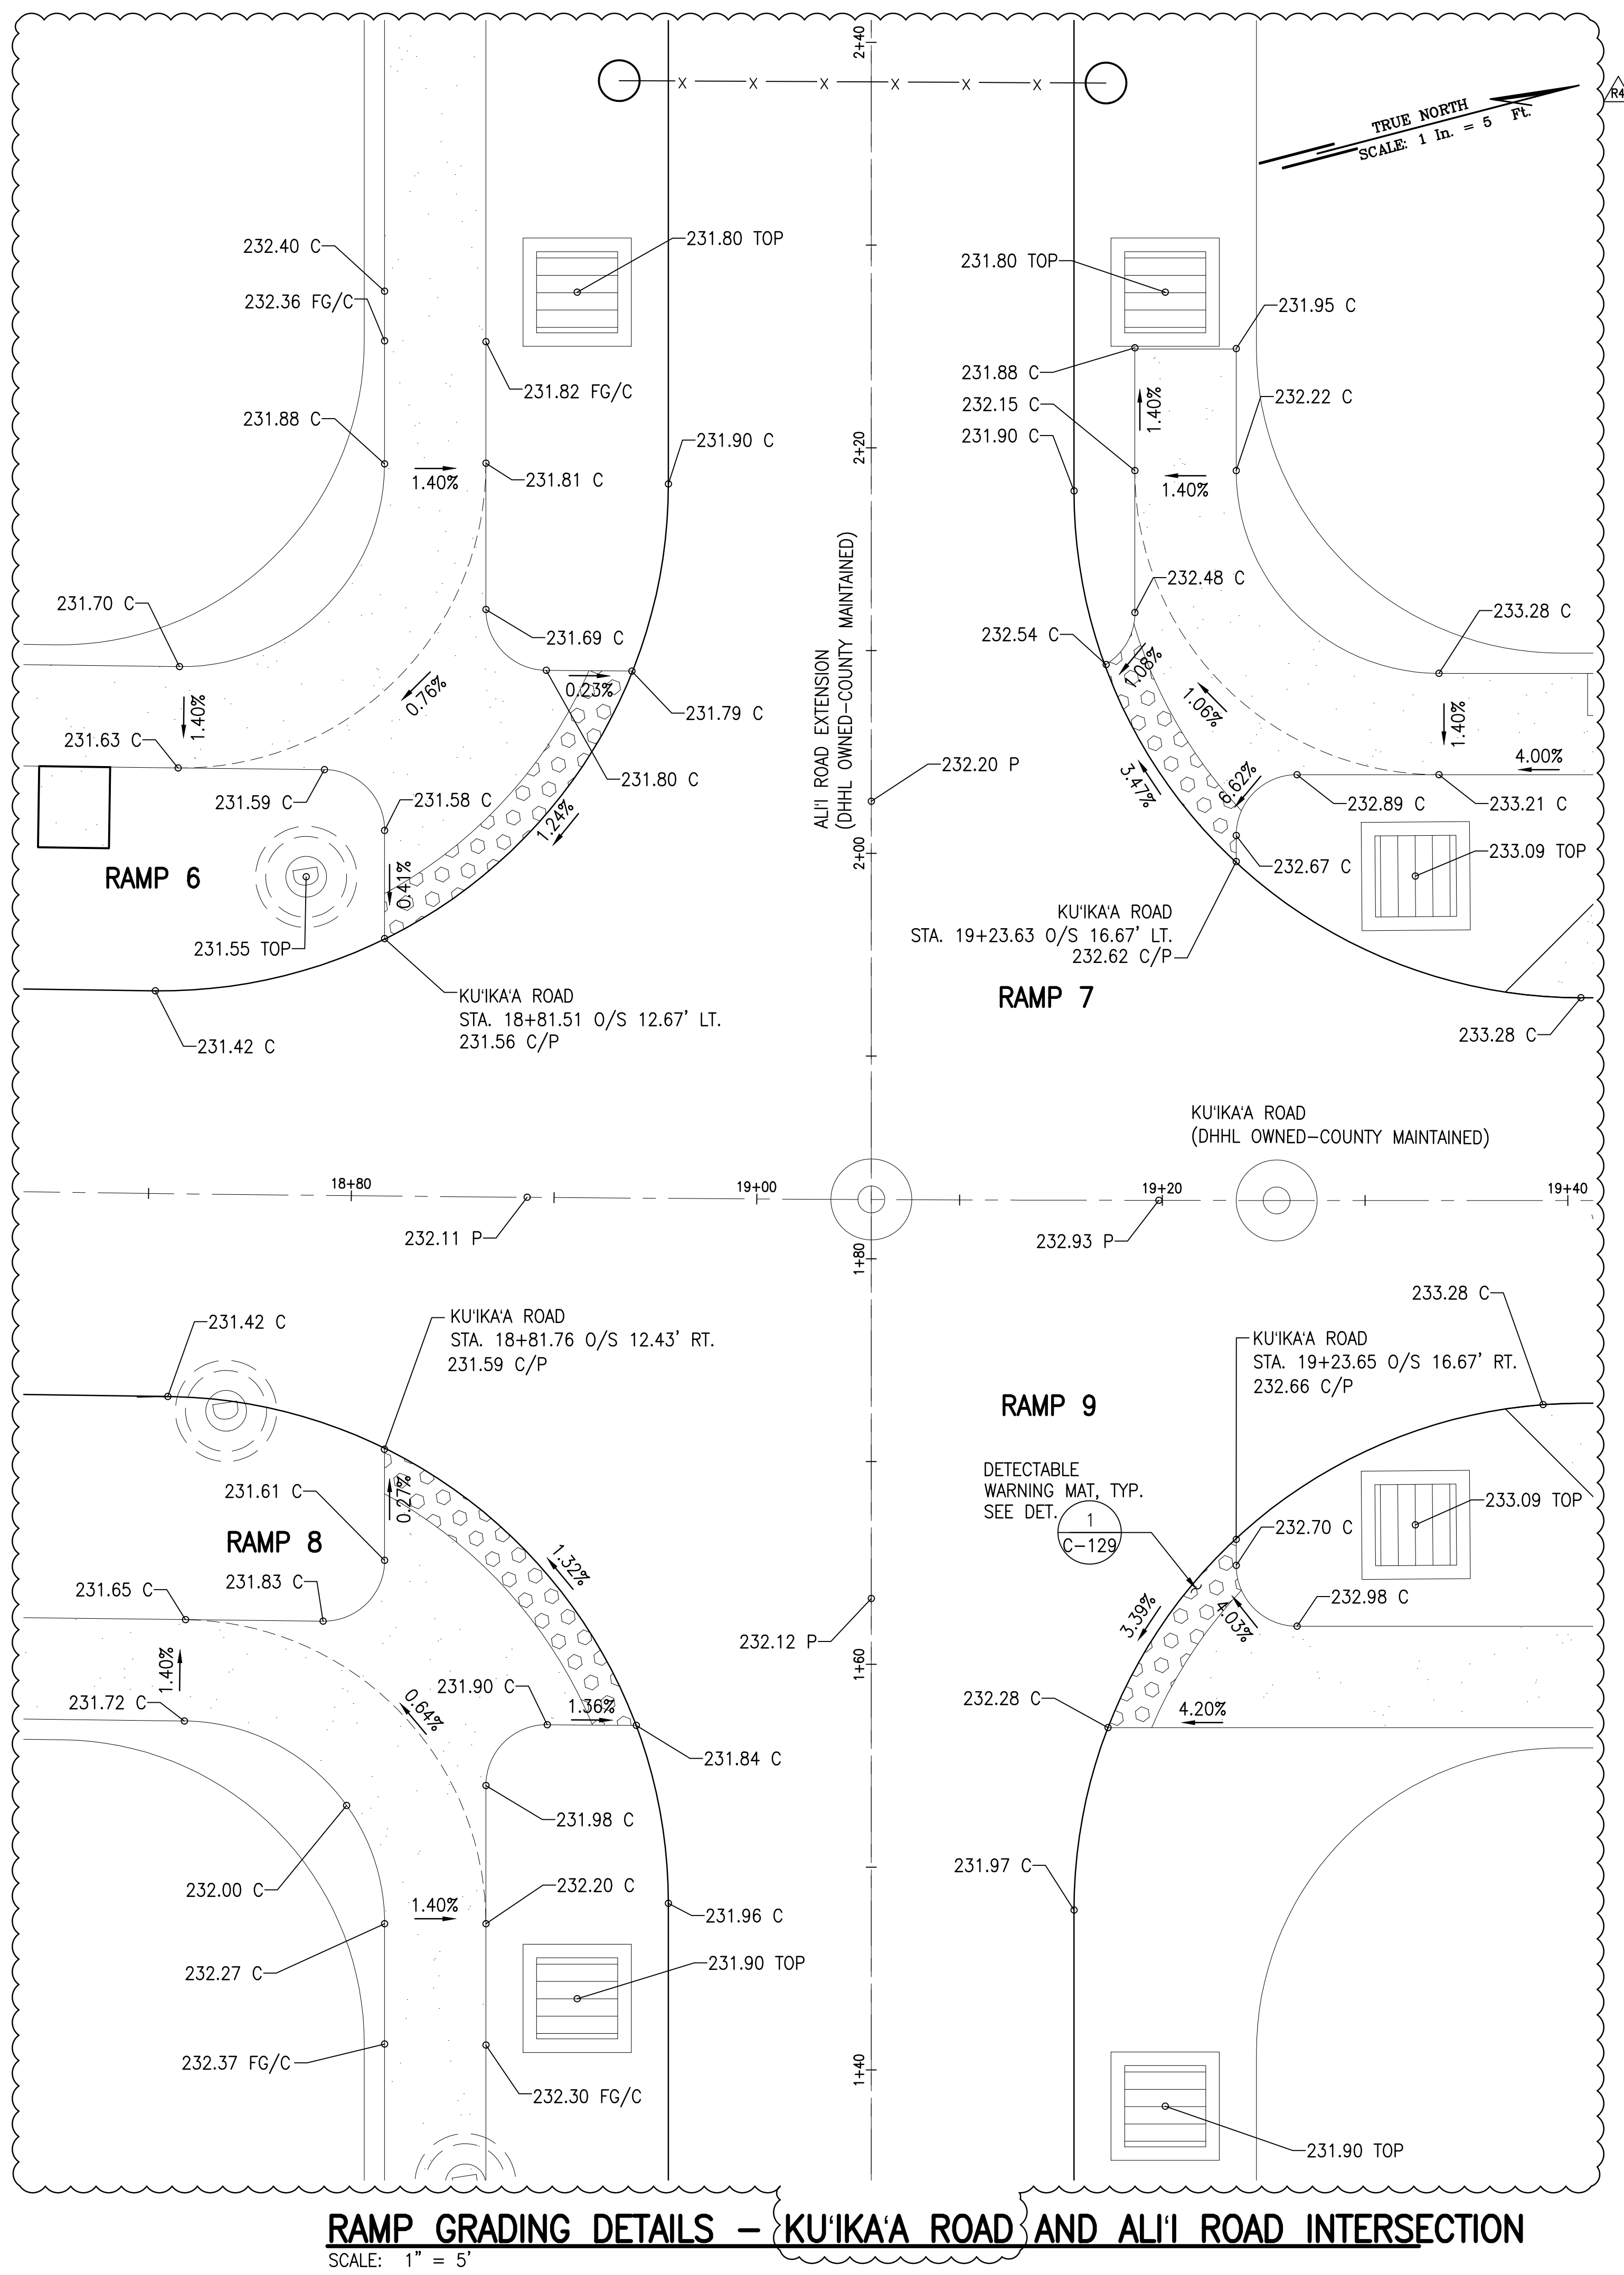 2+40
R4
TRUE NORTH
SCALE: 1 In. = 5 Ft.
232.40 C
231.80 TOP
231.80 TOP
232.36 FG/C
231.95 C
231.82 FG/C
231.88 C
232.15 C
1.40%
232.22 C
231.88 C
231.90 C
231.90 C
2+20
1.40%
231.81 C
1.40%
231.70 C
232.48 C
233.28 C
231.69 C
232.54 C
1.08%
ALI'I ROAD EXTENSION
(DHHL OWNED-COUNTY MAINTAINED)
0.76%
0.23%
1.06%
1.40%
1.40%
231.79 C
231.63 C
231.80 C
232.20 P
3.47%
6.62%
4.00%
231.59 C
231.58 C
232.89 C
233.21 C
1.24%
2+00
RAMP 6
0.41%
232.67 C
233.09 TOP
231.55 TOP
KU'IKA'A ROAD
STA. 19+23.63 O/S 16.67' LT.
232.62 C/P
KU'IKA'A ROAD
STA. 18+81.51 O/S 12.67' LT.
231.56 C/P
RAMP 7
231.42 C
233.28 C
KU'IKA'A ROAD
(DHHL OWNED-COUNTY MAINTAINED)
18+80
19+00
19+20
19+40
232.11 P
232.93 P
1+80
231.42 C
233.28 C
KU'IKA'A ROAD
STA. 18+81.76 O/S 12.43' RT.
231.59 C/P
KU'IKA'A ROAD
STA. 19+23.65 O/S 16.67' RT.
232.66 C/P
RAMP 9
DETECTABLE
WARNING MAT, TYP.
SEE DET.
1
C-129
231.61 C
0.27%
233.09 TOP
232.70 C
RAMP 8
1.32%
231.65 C
231.83 C
232.98 C
3.39%
4.03%
232.12 P
1+60
1.40%
231.72 C
0.64%
231.90 C
1.36%
232.28 C
4.20%
231.84 C
231.98 C
231.97 C
232.00 C
1.40%
232.20 C
231.96 C
232.27 C
231.90 TOP
232.37 FG/C
1+40
232.30 FG/C
231.90 TOP
RAMP GRADING DETAILS - KU'IKA'A ROAD AND ALI'I ROAD INTERSECTION
SCALE: 1" = 5'